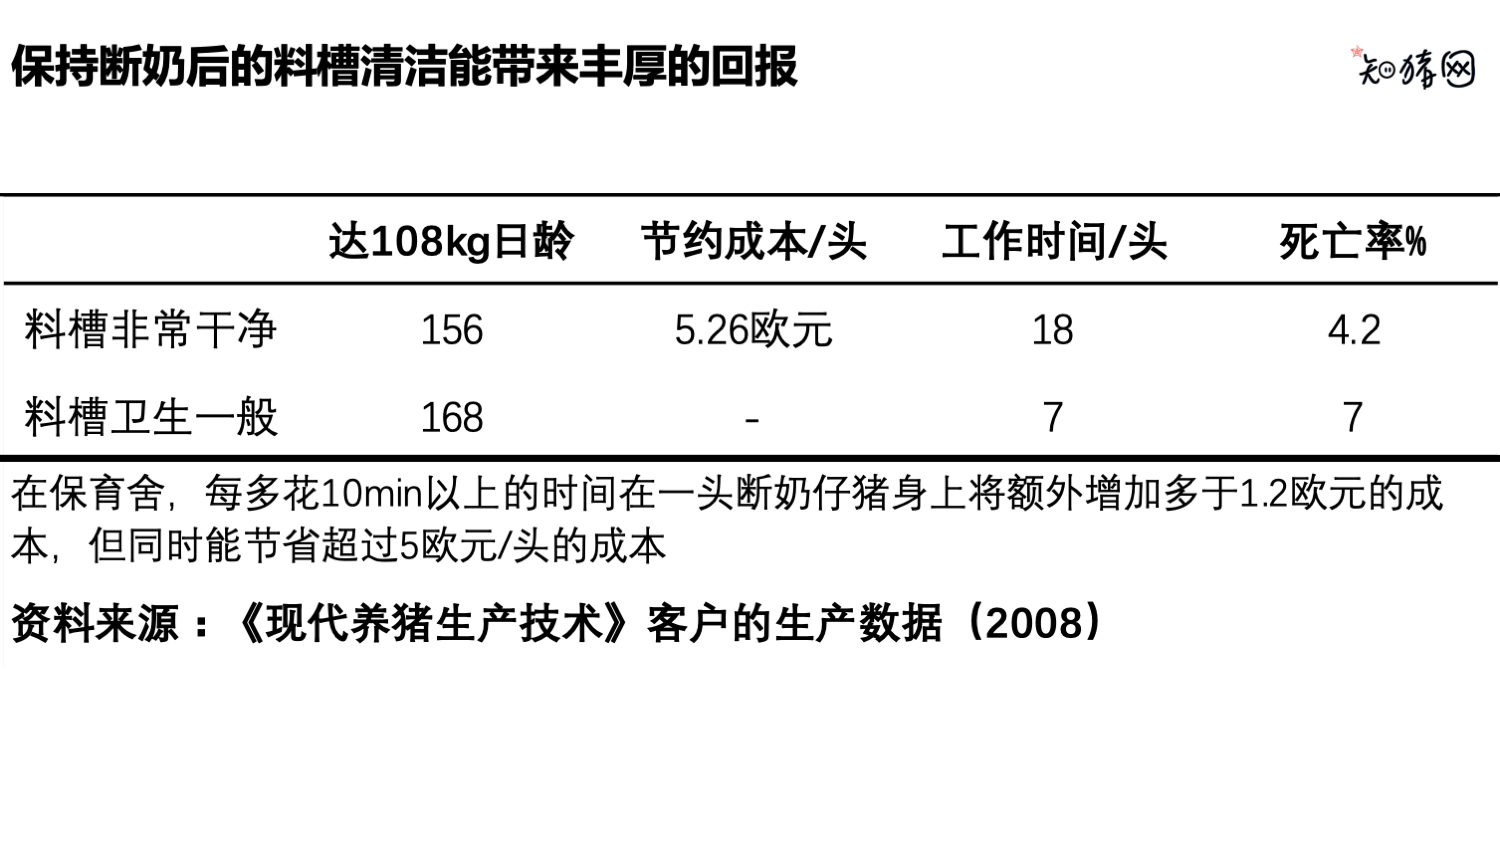 保持断奶后的料槽清洁能带来丰厚的回报
知猪网
达108kg日龄 节约成本/头 工作时间/头 死亡率%
料槽非常干净 156 5.26欧元 18 4.2
料槽卫生一般 168 - 7 7
在保育舍，每多花10min以上的时间在一头断奶仔猪身上将额外增加多于1.2欧元的成
本，但同时能节省超过5欧元/头的成本
资料来源：《现代养猪生产技术》客户的生产数据（2008）